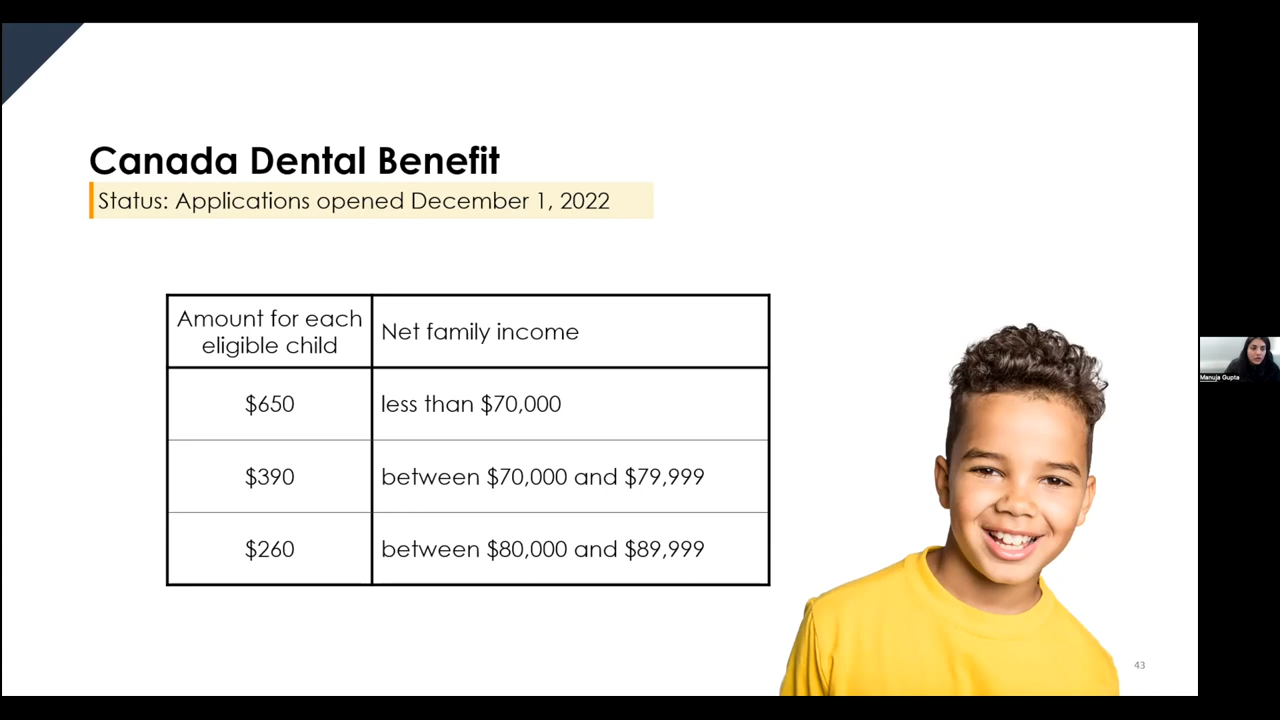 Canada Dental Benefit
Status: Applications opened December 1, 2022
Amount for each
eligible child
Net family income
$650
less than $70,000
$390
between $70,000 and $79,999
$260
between $80,000 and $89,999
Manuja Gupta
43